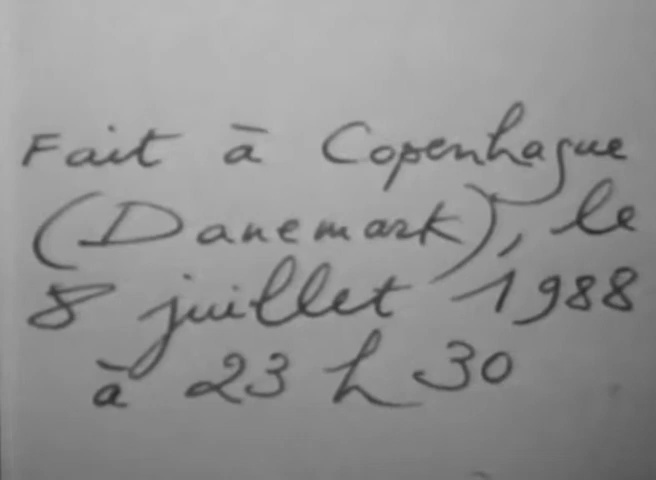 Fait à Copenhague
(Danemark), le
8 juillet 1988
à 23 h 30